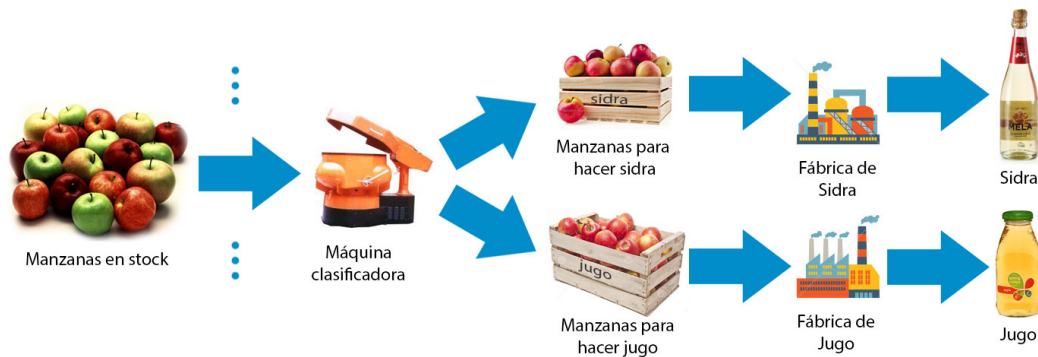 Manzanas en stock
Máquina
clasificadora
sidra
Manzanas para
hacer sidra
Fábrica de
Sidra
MELA
Sidra
jugo
Manzanas para
hacer jugo
Fábrica de
Jugo
Jugo